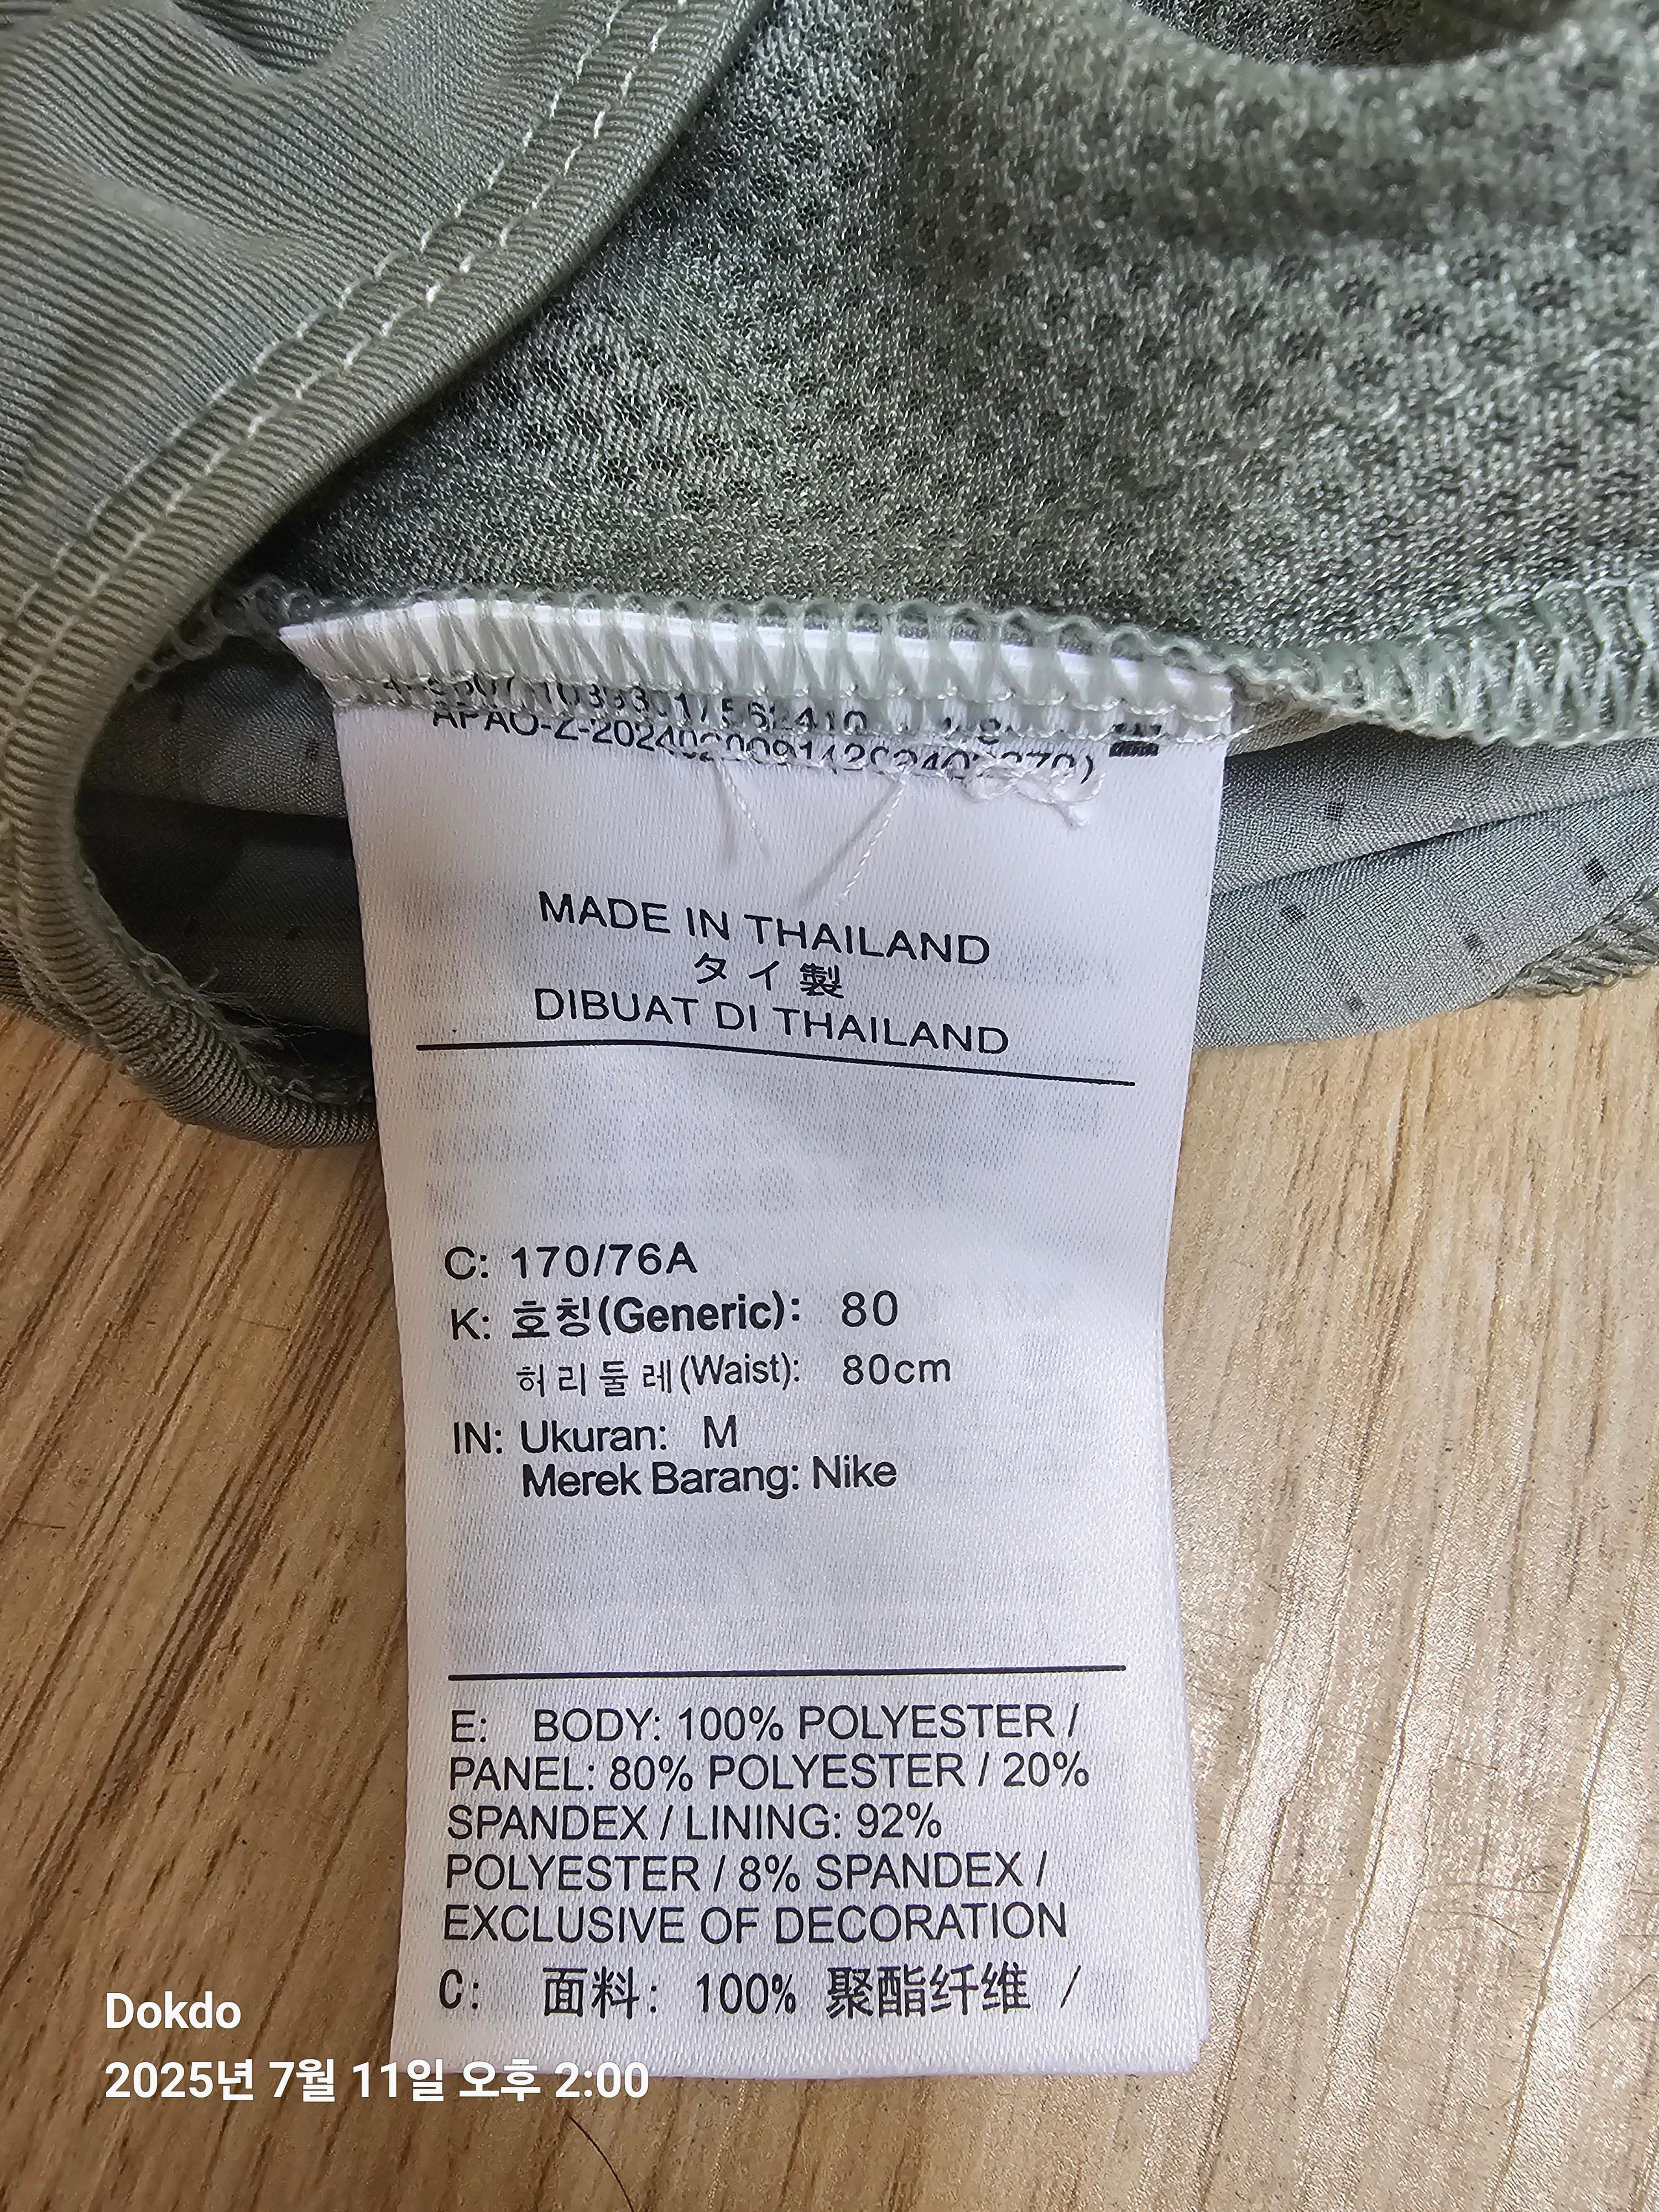 MADE IN THAILAND
タイ製
DIBUAT DI THAILAND
C: 170/76A
K: 호칭(Generic): 80
허리둘레(Waist): 80cm
IN: Ukuran: M
Merek Barang: Nike
E: BODY: 100% POLYESTER /
PANEL: 80% POLYESTER / 20%
SPANDEX / LINING: 92%
POLYESTER / 8% SPANDEX /
EXCLUSIVE OF DECORATION
C: 面料: 100% 聚酯纤维 /
Dokdo
2025년 7월 11일 오후 2:00